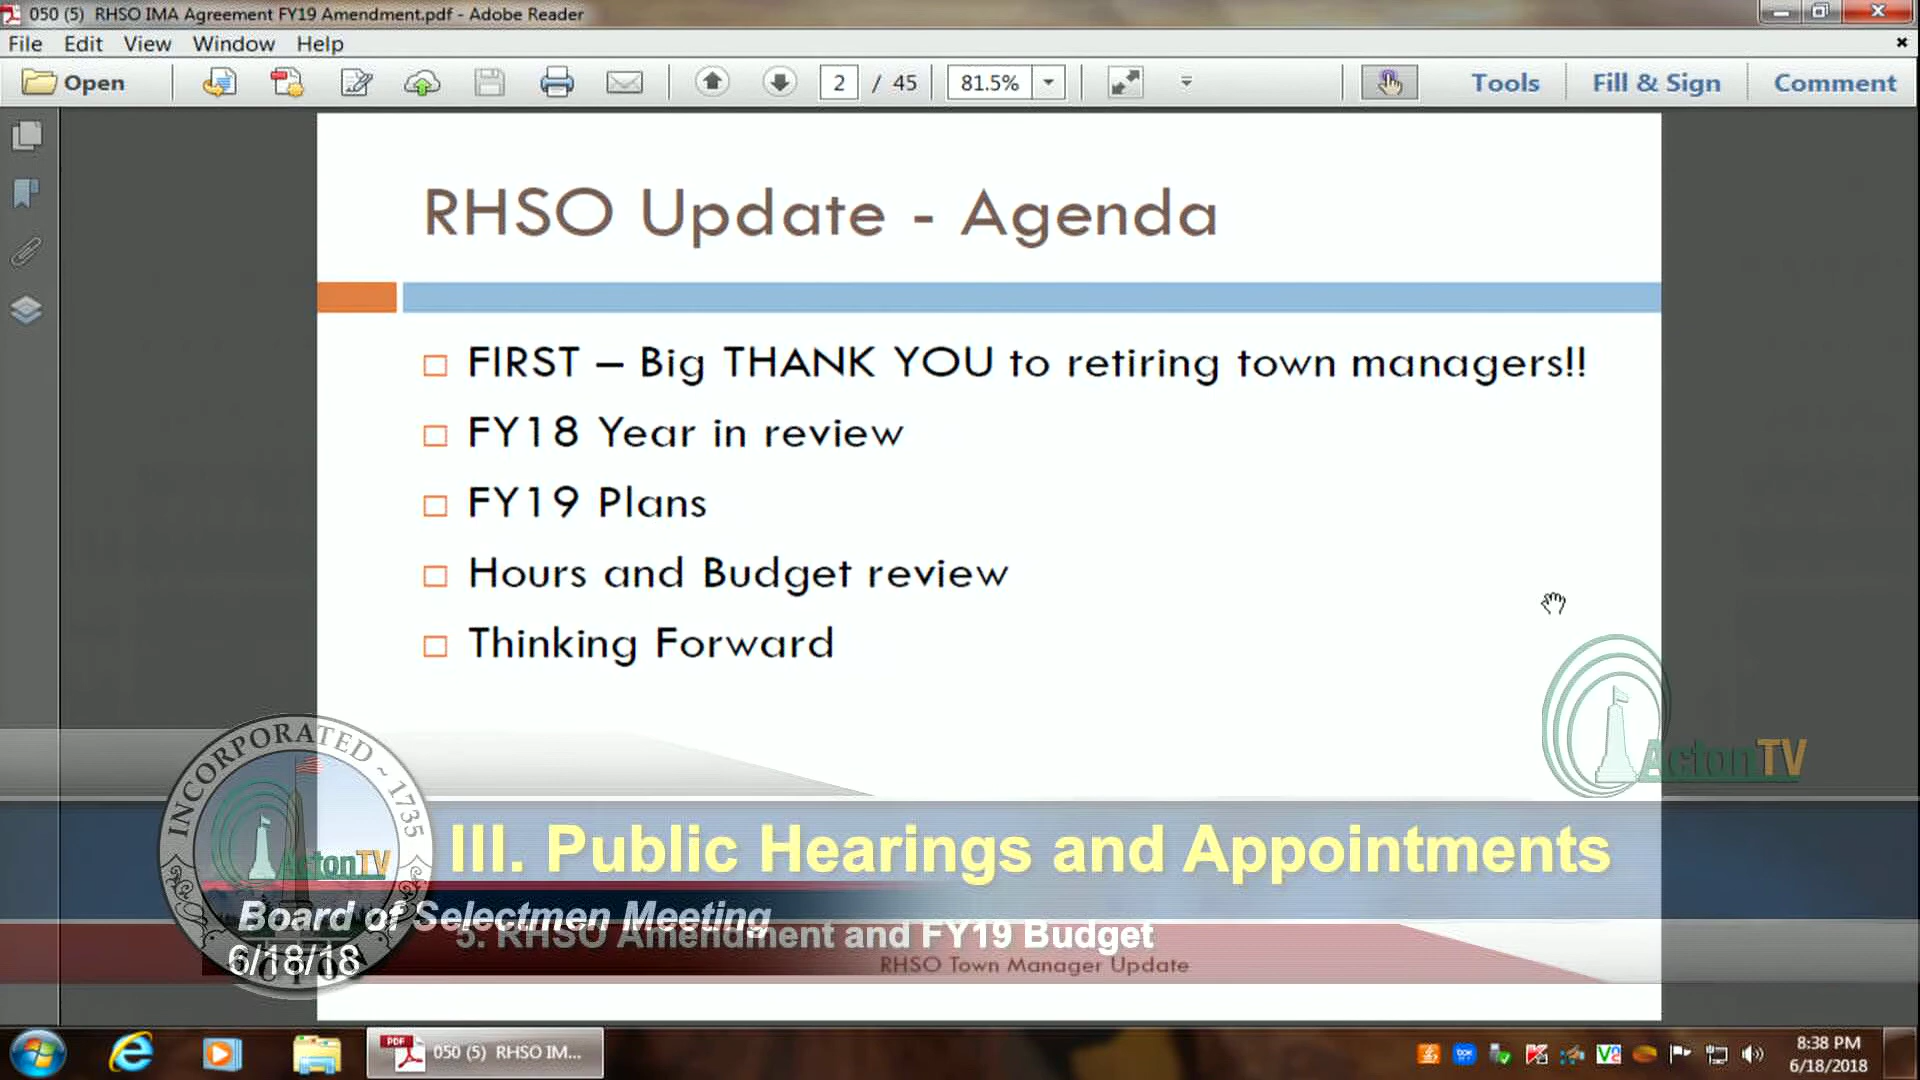 050 (5) RHSO IMA Agreement FY19 Amendment.pdf - Adobe Reader
File Edit View Window Help
Open 2 / 45 81.5% Tools Fill & Sign Comment
RHSO Update - Agenda
FIRST – Big THANK YOU to retiring town managers!!
FY18 Year in review
FY19 Plans
Hours and Budget review
Thinking Forward
ActonTV
INCORPORATED ~ 1735
ActonTV
III. Public Hearings and Appointments
Board of Selectmen Meeting
5. RHSO Amendment and FY19 Budget
6/18/18
RHSO Town Manager Update
PDF
050 (5) RHSO IM...
8:38 PM
6/18/2018